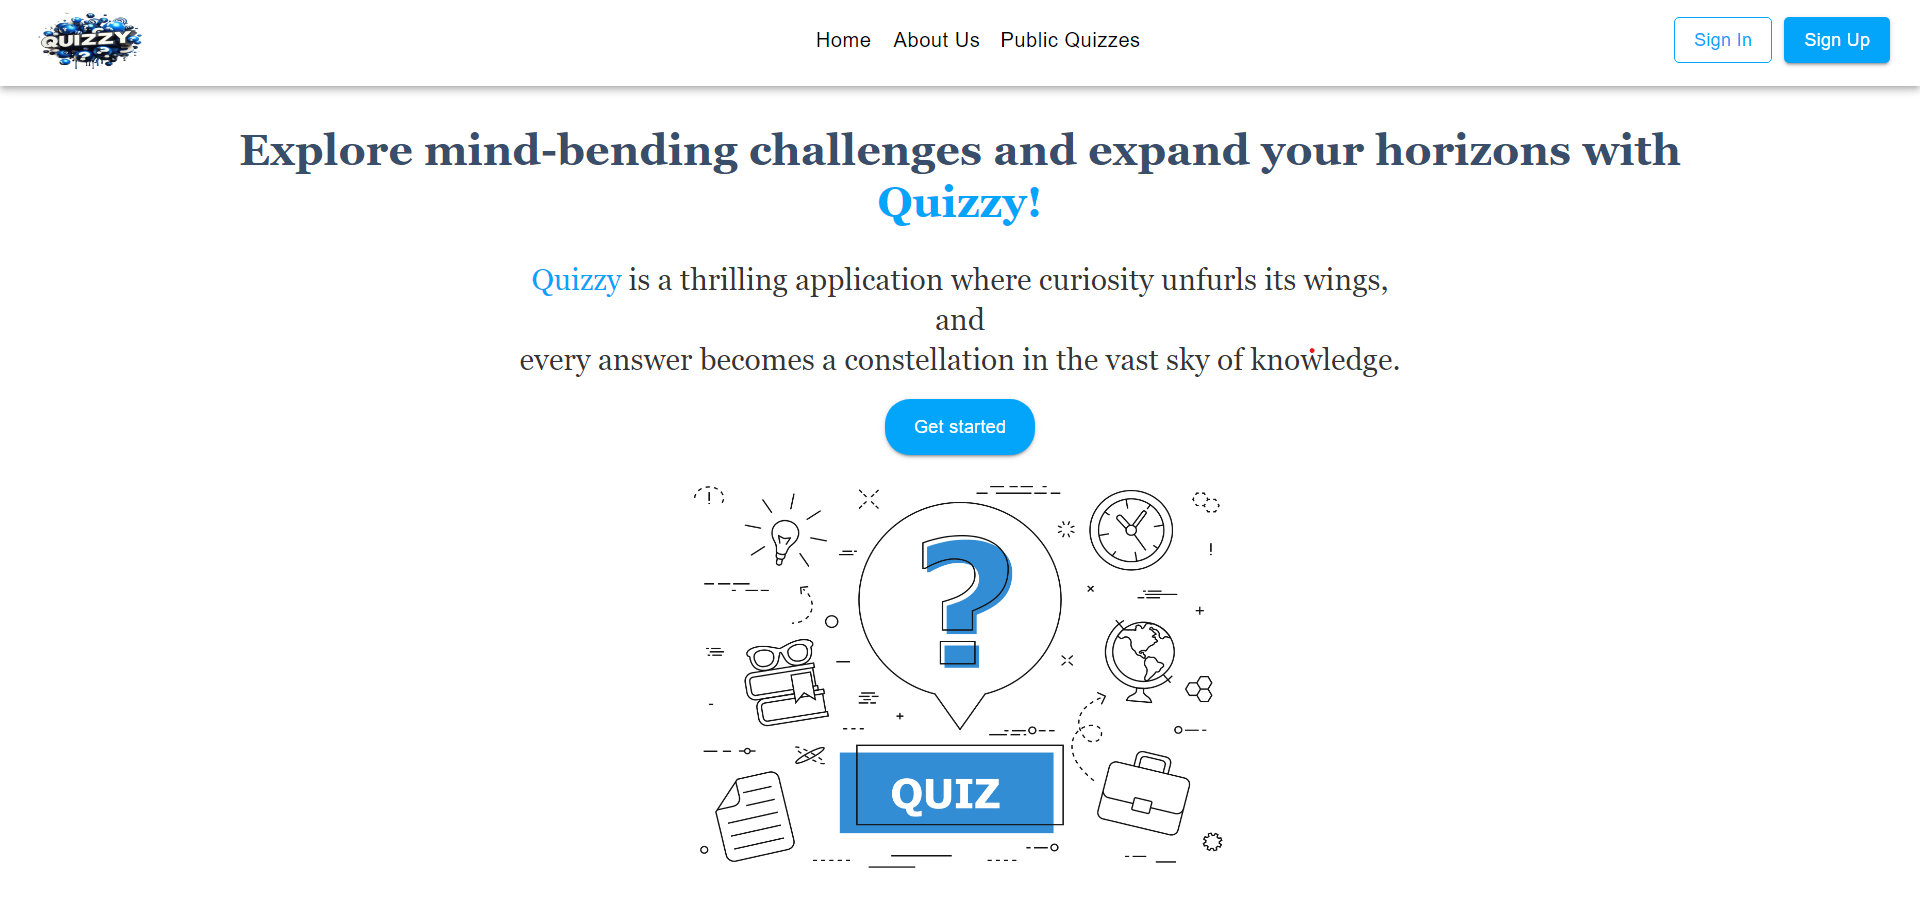 QUIZZY
Home About Us Public Quizzes
Sign In Sign Up
Explore mind-bending challenges and expand your horizons with
Quizzy!
Quizzy is a thrilling application where curiosity unfurls its wings,
and
every answer becomes a constellation in the vast sky of knowledge.
Get started
?
QUIZ